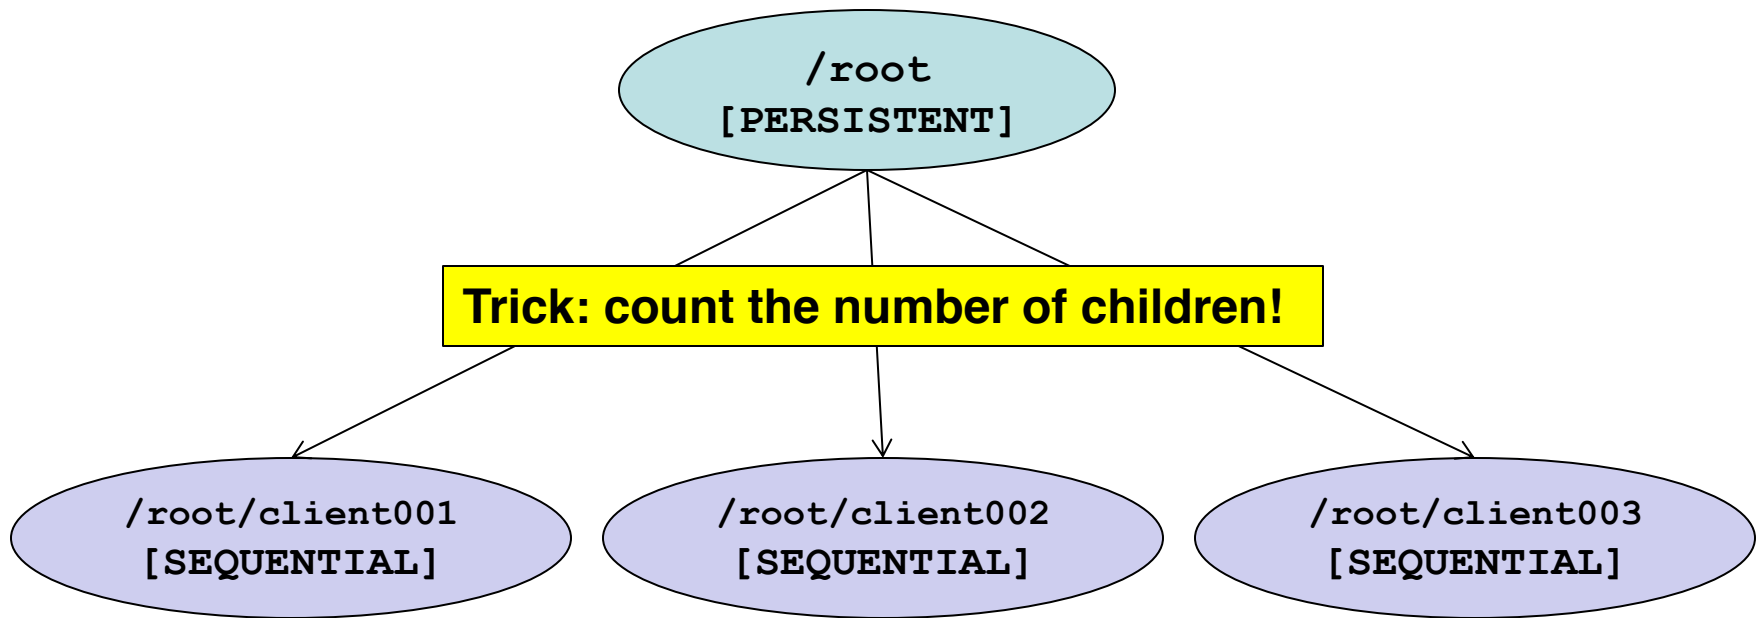 /root
[PERSISTENT]
Trick: count the number of children!
/root/client001
[SEQUENTIAL]
/root/client002
[SEQUENTIAL]
/root/client003
[SEQUENTIAL]